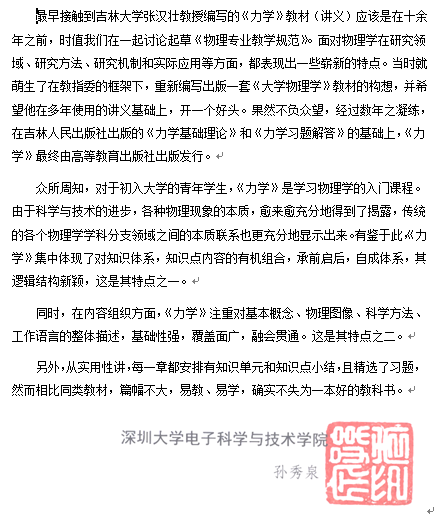 最早接触到吉林大学张汉壮教授编写的《力学》教材（讲义）应该是在十余
年之前，时值我们在一起讨论起草《物理专业教学规范》。面对物理学在研究领
域、研究方法、研究机制和实际应用等方面，都表现出一些崭新的特点。当时就
萌生了在教指委的框架下，重新编写出版一套《大学物理学》教材的构想，并希
望他在多年使用的讲义基础上，开一个好头。果然不负众望，经过数年之凝练，
在吉林人民出版社出版的《力学基础理论》和《力学习题解答》的基础上，《力
学》最终由高等教育出版社出版发行。
众所周知，对于初入大学的青年学生，《力学》是学习物理学的入门课程。
由于科学与技术的进步，各种物理现象的本质，愈来愈充分地得到了揭露，传统
的各个物理学学科分支领域之间的本质联系也更充分地显示出来。有鉴于此，《力
学》集中体现了对知识体系，知识点内容的有机组合，承前启后，自成体系，其
逻辑结构新颖，这是其特点之一。
同时，在内容组织方面，《力学》注重对基本概念、物理图像、科学方法、
工作语言的整体描述，基础性强，覆盖面广，融会贯通。这是其特点之二。
另外，从实用性讲，每一章都安排有知识单元和知识点小结，且精选了习题，
然而相比同类教材，篇幅不大，易教、易学，确实不失为一本好的教科书。
深圳大学电子科学与技术学院
孙秀泉